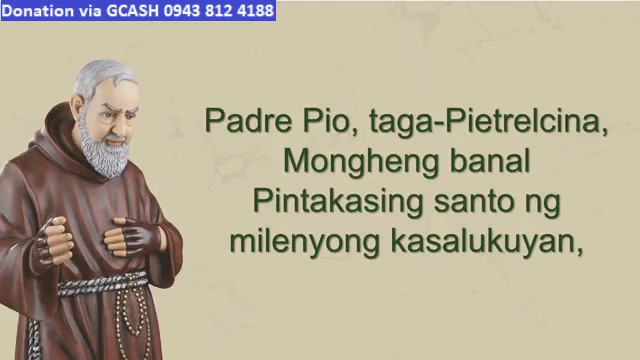 Donation via GCASH 0943 812 4188
Padre Pio, taga-Pietrelcina,
Mongheng banal
Pintakasing santo ng
milenyong kasalukuyan,